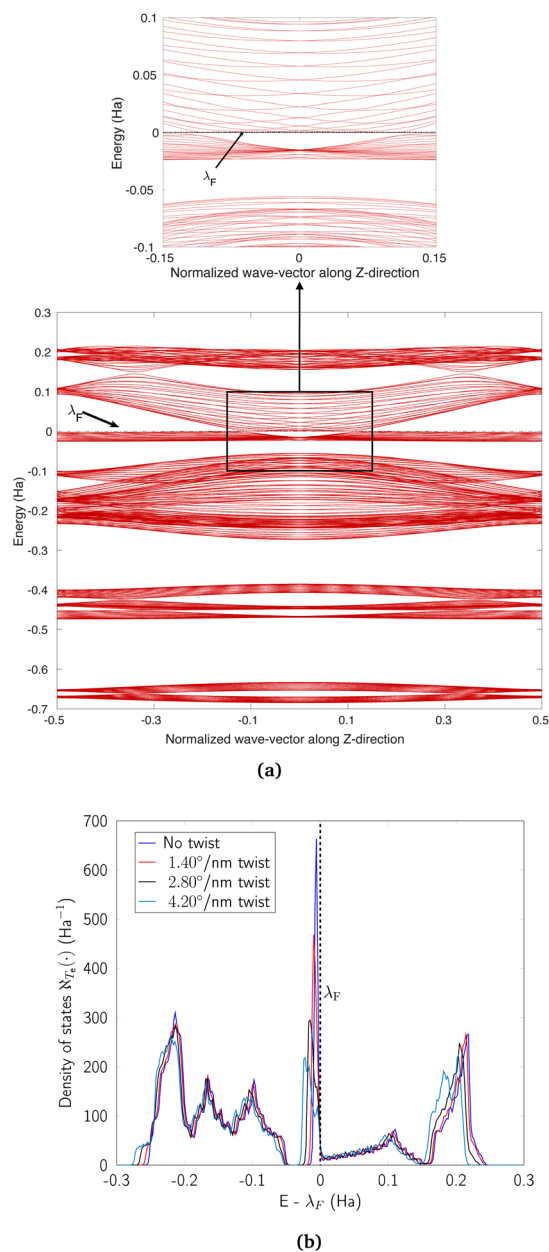 0.1
0.05
0
-0.05
-0.1
Energy (Ha)
λF
-0.15 0 0.15
Normalized wave-vector along Z-direction
0.3
0.2
0.1
0
-0.1
-0.2
-0.3
-0.4
-0.5
-0.6
-0.7
Energy (Ha)
λF
-0.5 -0.3 -0.1 0.1 0.3 0.5
Normalized wave-vector along Z-direction
(a)
700
600
500
400
300
200
100
0
Density of states ℵTe(·) (Ha−1)
No twist
1.40°/nm twist
2.80°/nm twist
4.20°/nm twist
λF
-0.3 -0.2 -0.1 0 0.1 0.2 0.3
E - λF (Ha)
(b)